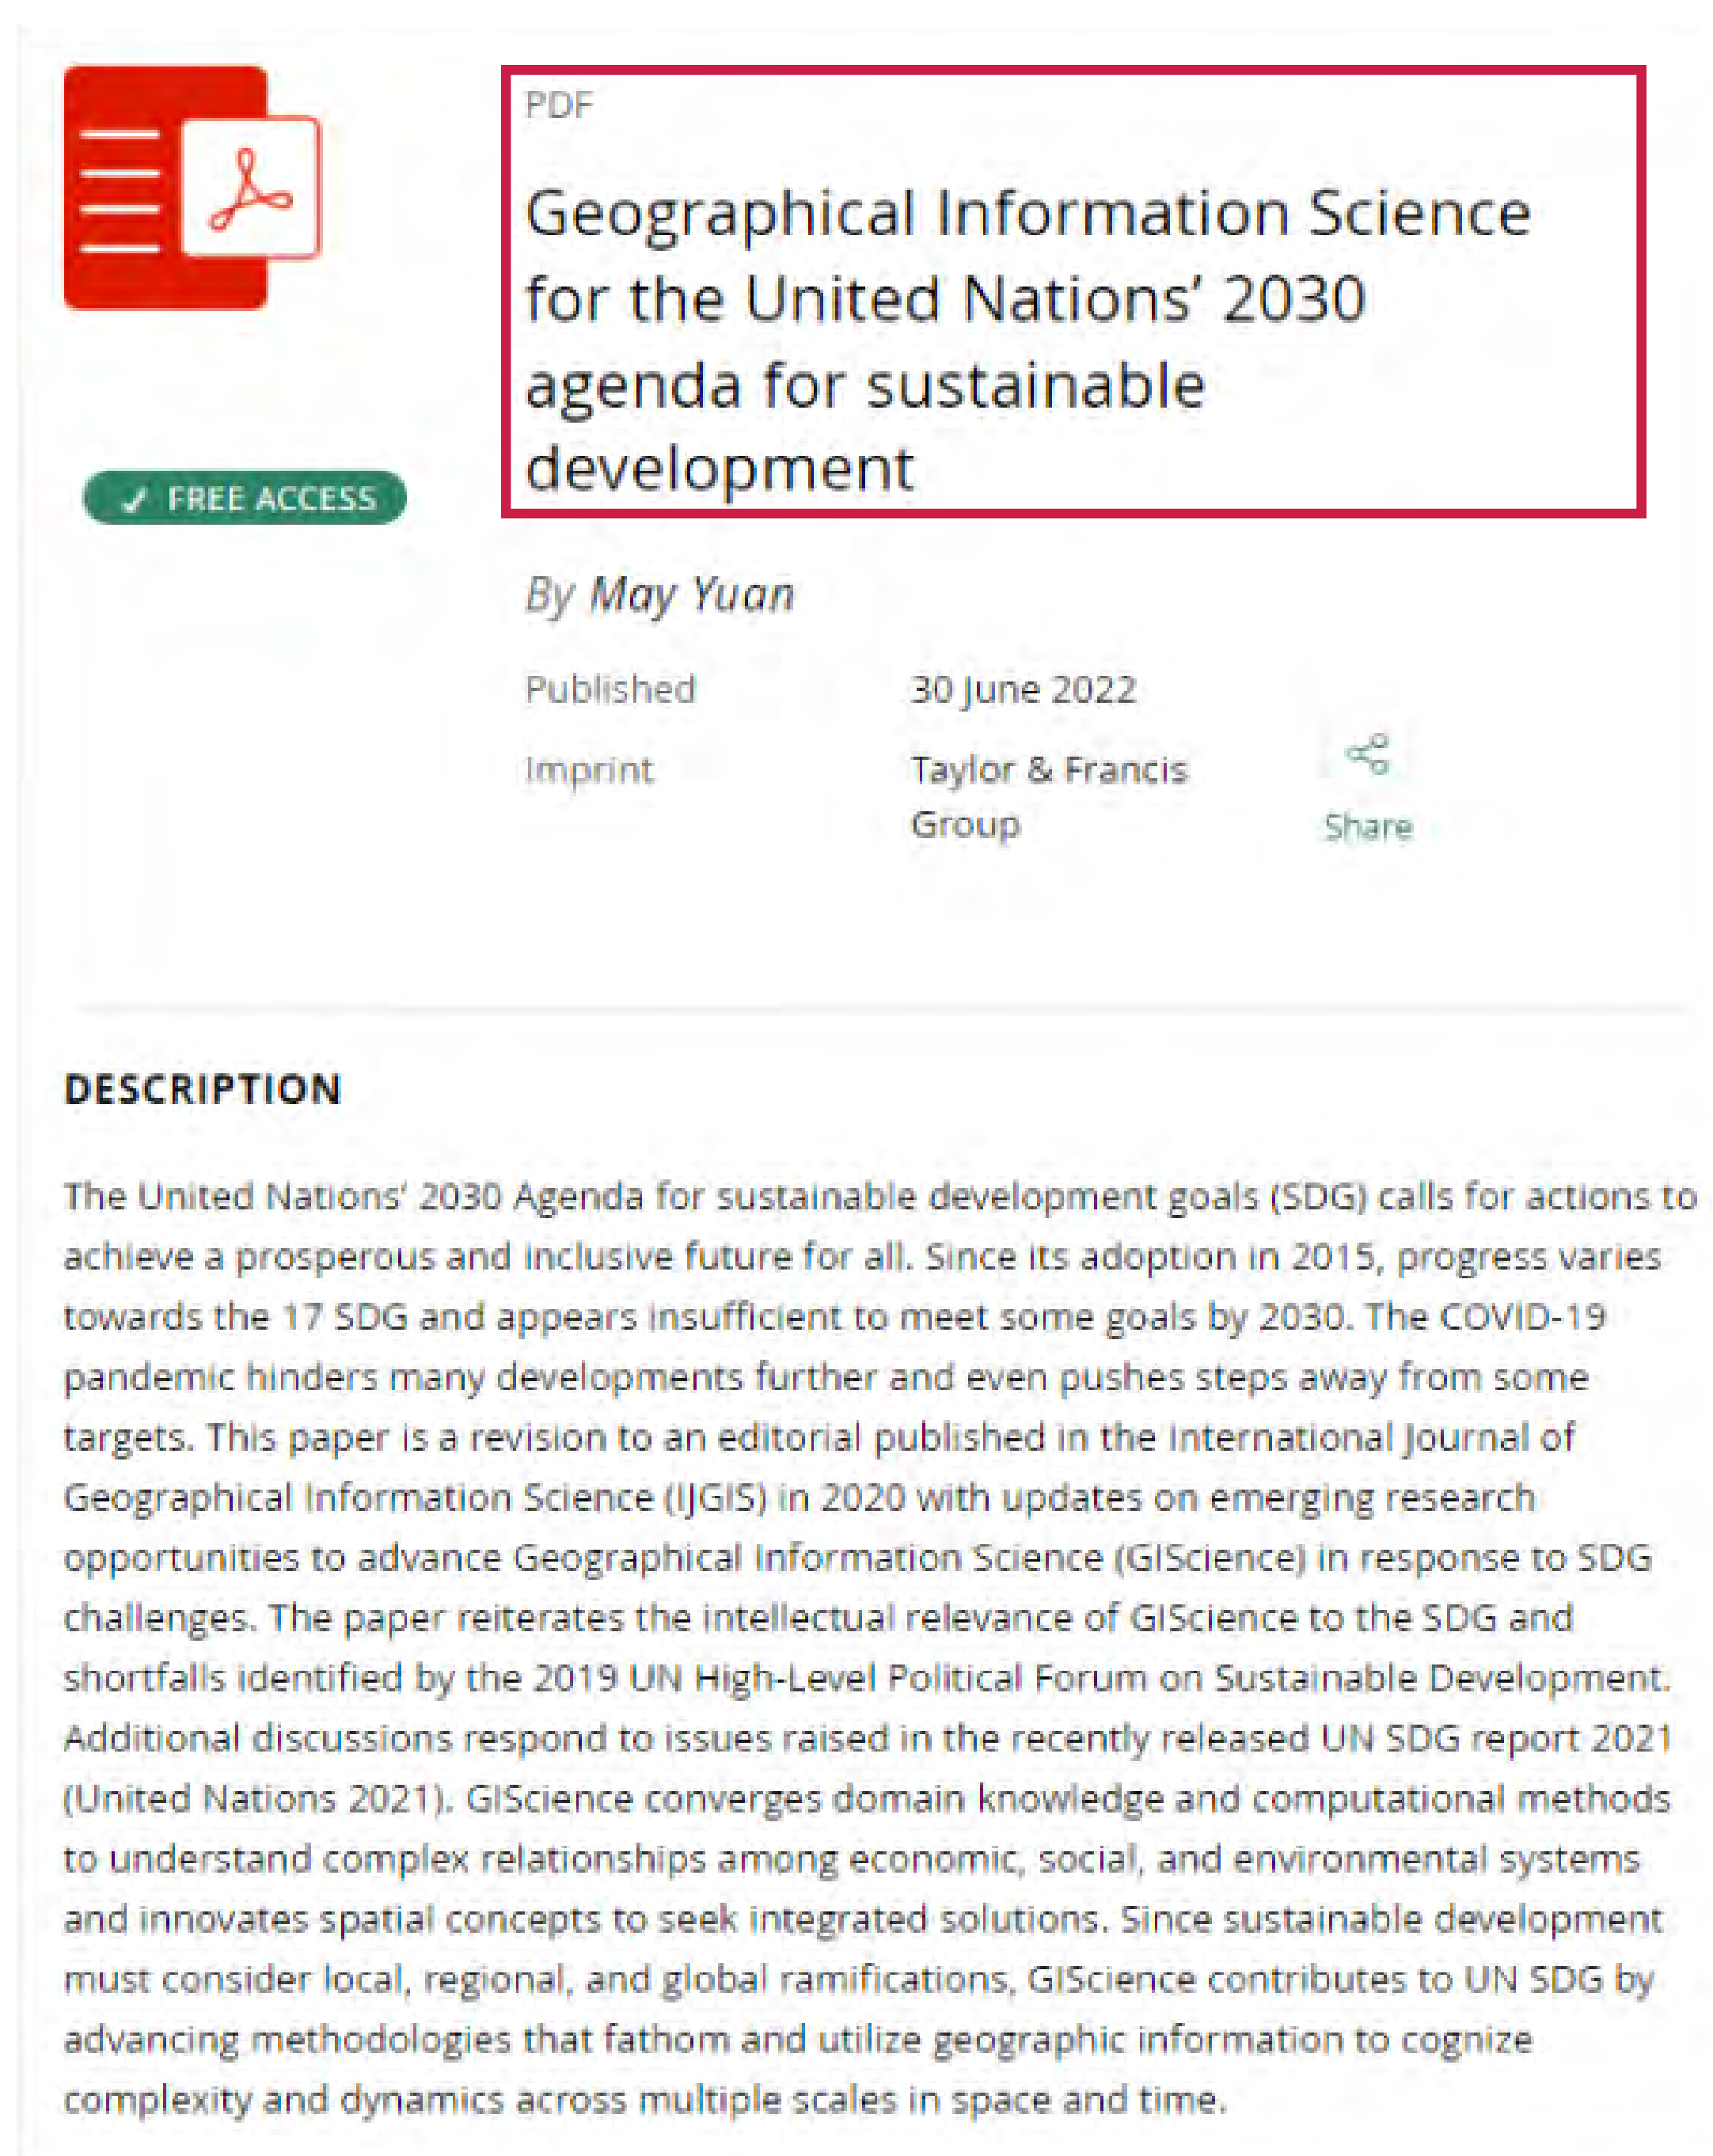 PDF
Geographical Information Science
for the United Nations’ 2030
agenda for sustainable
development
✓ FREE ACCESS
By May Yuan
Published 30 June 2022
Imprint Taylor & Francis
Group
Share
DESCRIPTION
The United Nations’ 2030 Agenda for sustainable development goals (SDG) calls for actions to
achieve a prosperous and inclusive future for all. Since its adoption in 2015, progress varies
towards the 17 SDG and appears insufficient to meet some goals by 2030. The COVID-19
pandemic hinders many developments further and even pushes steps away from some
targets. This paper is a revision to an editorial published in the International Journal of
Geographical Information Science (IJGIS) in 2020 with updates on emerging research
opportunities to advance Geographical Information Science (GIScience) in response to SDG
challenges. The paper reiterates the intellectual relevance of GIScience to the SDG and
shortfalls identified by the 2019 UN High-Level Political Forum on Sustainable Development.
Additional discussions respond to issues raised in the recently released UN SDG report 2021
(United Nations 2021). GIScience converges domain knowledge and computational methods
to understand complex relationships among economic, social, and environmental systems
and innovates spatial concepts to seek integrated solutions. Since sustainable development
must consider local, regional, and global ramifications, GIScience contributes to UN SDG by
advancing methodologies that fathom and utilize geographic information to cognize
complexity and dynamics across multiple scales in space and time.